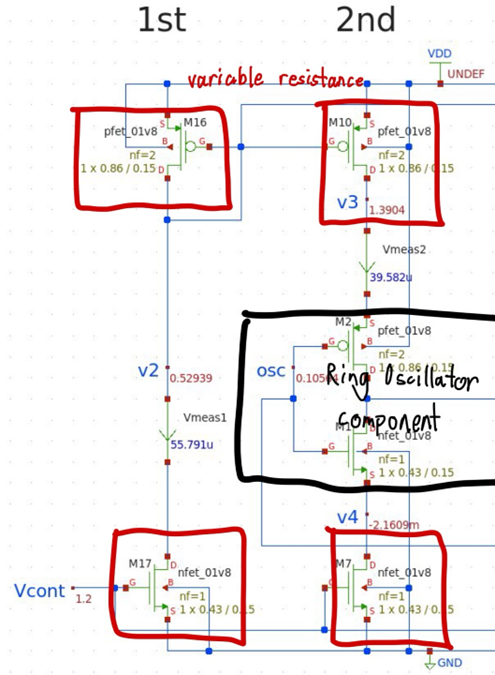 1st 2nd
VDD
UNDEF
variable resistance
M16
pfet_01v8
nf=2
1 x 0.86 / 0.15
S
B
G
D
M10
pfet_01v8
nf=2
1 x 0.86 / 0.15
S
B
G
D
v3
1.3904
Vmeas2
39.582u
M2
pfet_01v8
nf=2
0.86 / 0.15
S
B
G
D
osc
Ring Oscillator
component
v2
0.52939
Vmeas1
55.791u
nfet_01v8
nf=1
1 x 0.43 / 0.15
D
B
G
S
v4
-2.1609m
M17
nfet_01v8
nf=1
1 x 0.43 / 0.15
D
G
B
S
Vcont
1.2
M7
nfet_01v8
nf=1
1 x 0.43 / 0.15
D
G
B
S
GND